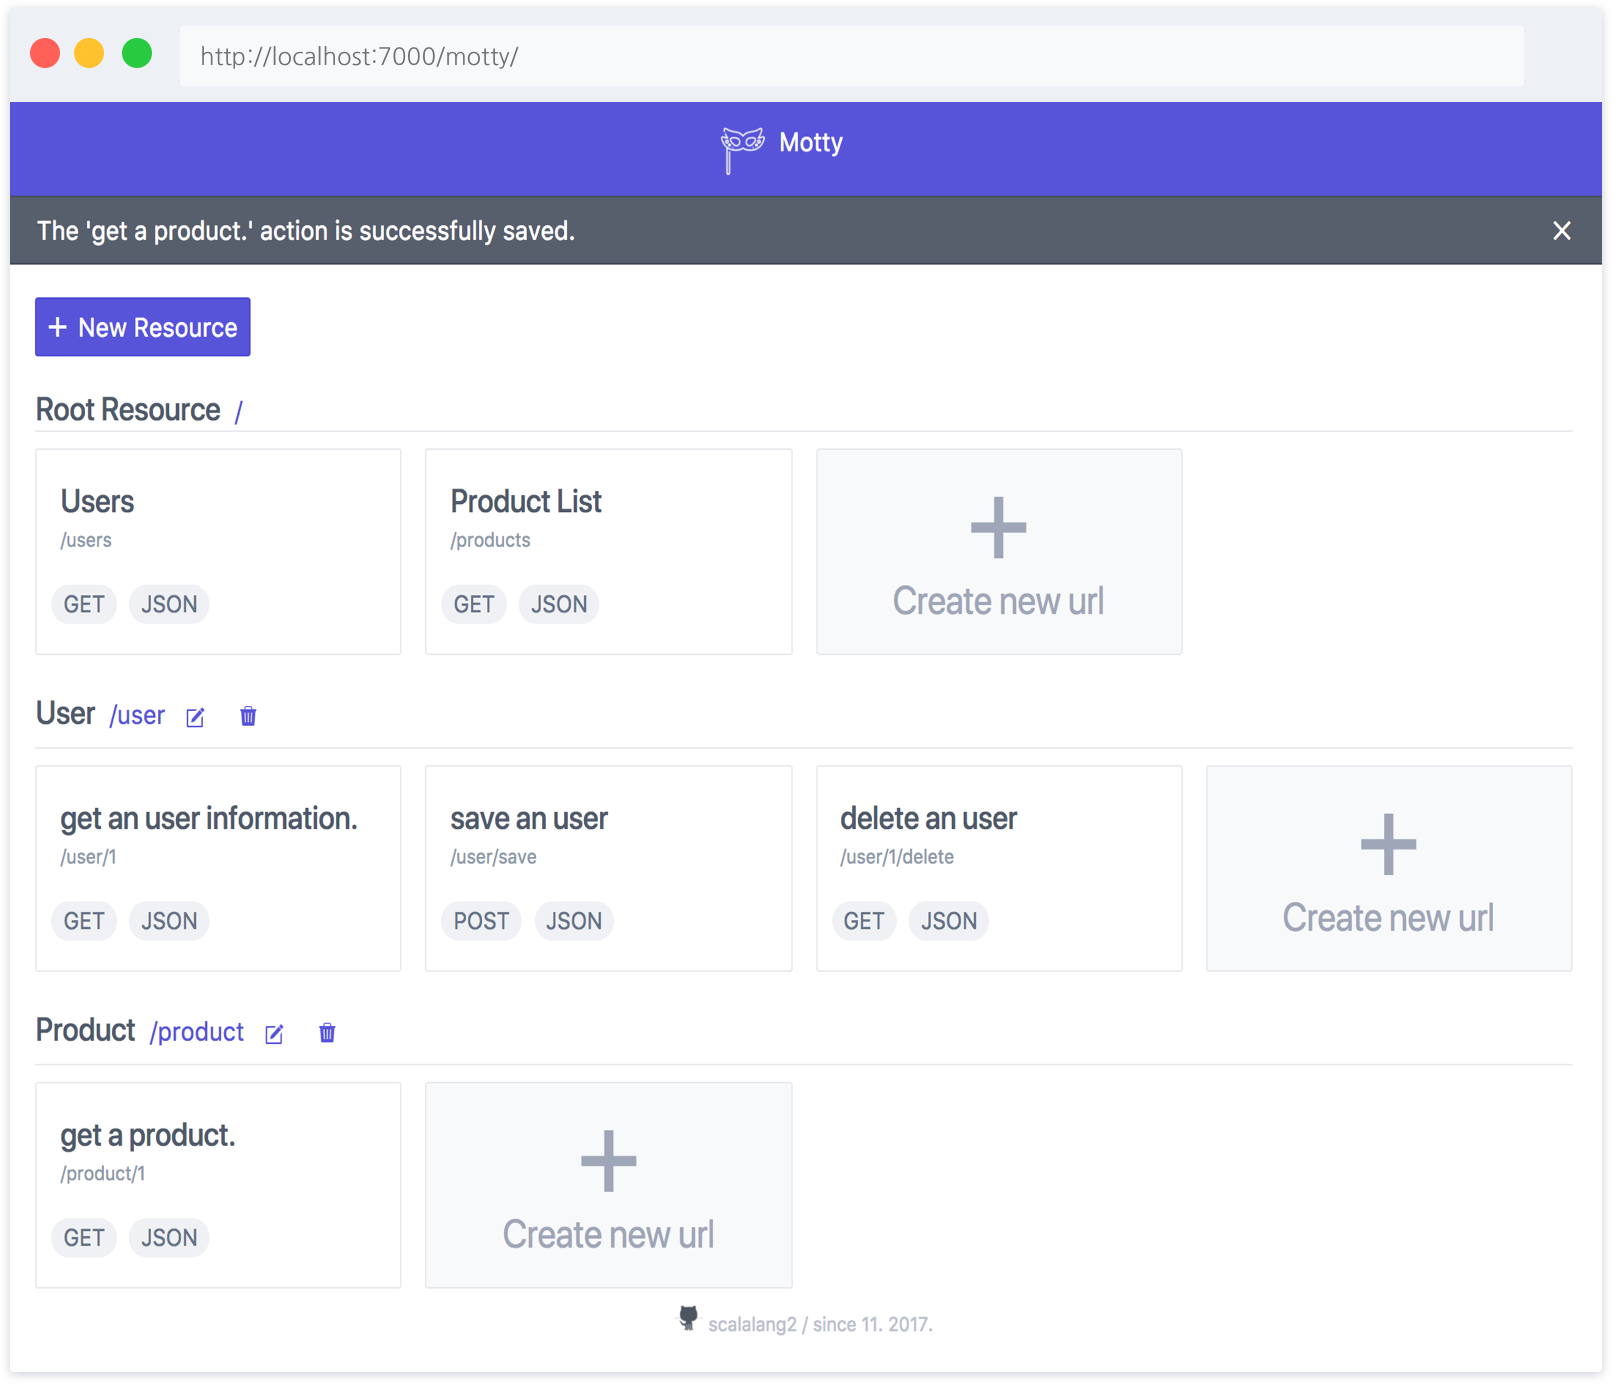 http://localhost:7000/motty/
Motty
The 'get a product.' action is successfully saved.
New Resource
Root Resource /
Users
/users
GET JSON
Product List
/products
GET JSON
Create new url
User /user
get an user information.
/user/1
GET JSON
save an user
/user/save
POST JSON
delete an user
/user/1/delete
GET JSON
Create new url
Product /product
get a product.
/product/1
GET JSON
Create new url
scalalang2 / since 11. 2017.